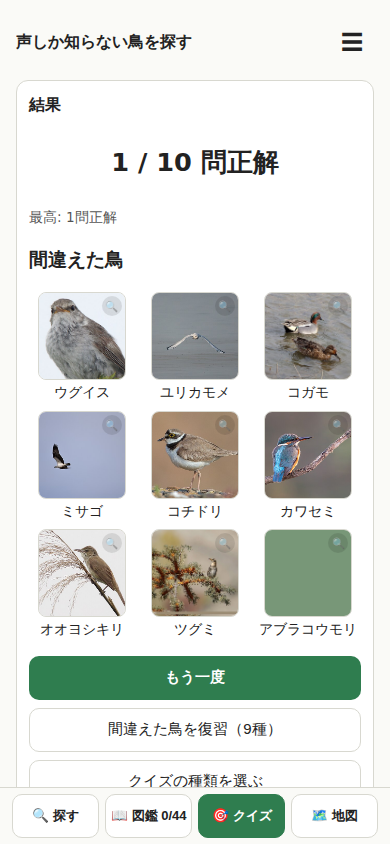 声しか知らない鳥を探す
結果
1 / 10 問正解
最高: 1問正解
間違えた鳥
ウグイス
ユリカモメ
コガモ
ミサゴ
コチドリ
カワセミ
オオヨシキリ
ツグミ
アブラコウモリ
もう一度
間違えた鳥を復習（9種）
クイズの種類を選ぶ
探す
図鑑 0/44
クイズ
地図